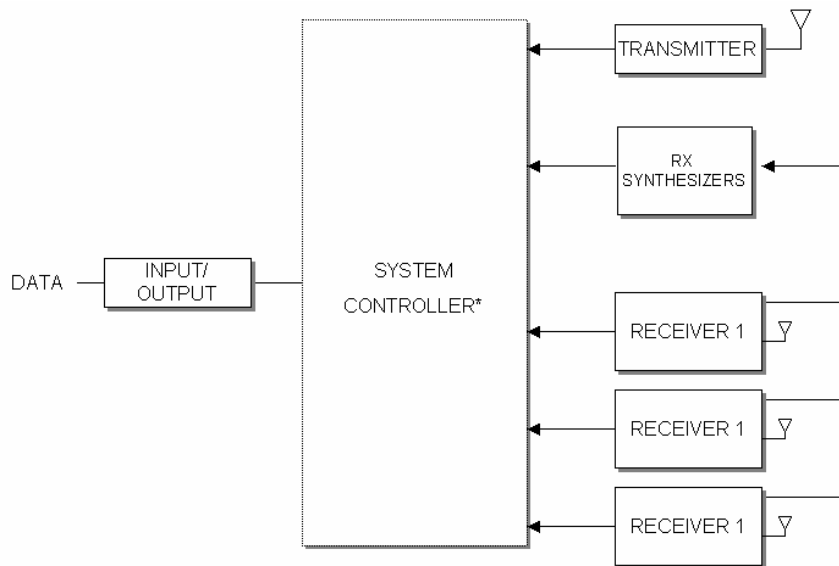 TRANSMITTER
RX
SYNTHESIZERS
DATA
INPUT/
OUTPUT
SYSTEM
CONTROLLER*
RECEIVER 1
RECEIVER 1
RECEIVER 1